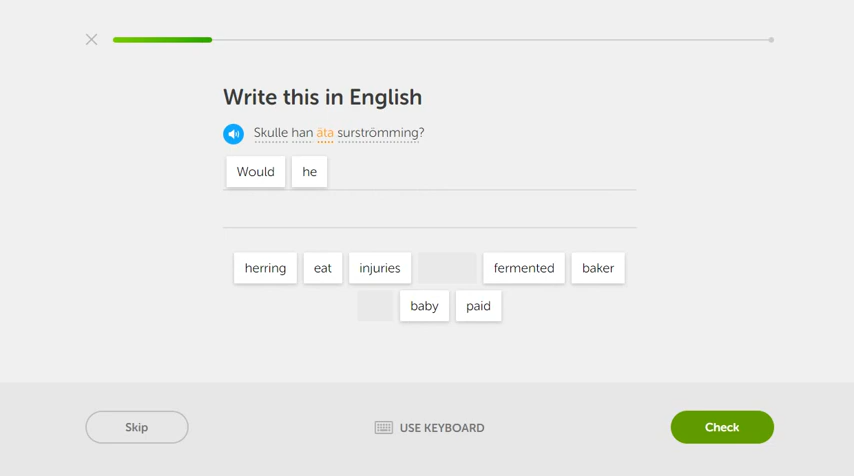 Write this in English
Skulle han äta surströmming?
Would he
herring eat injuries fermented baker
baby paid
Skip USE KEYBOARD Check